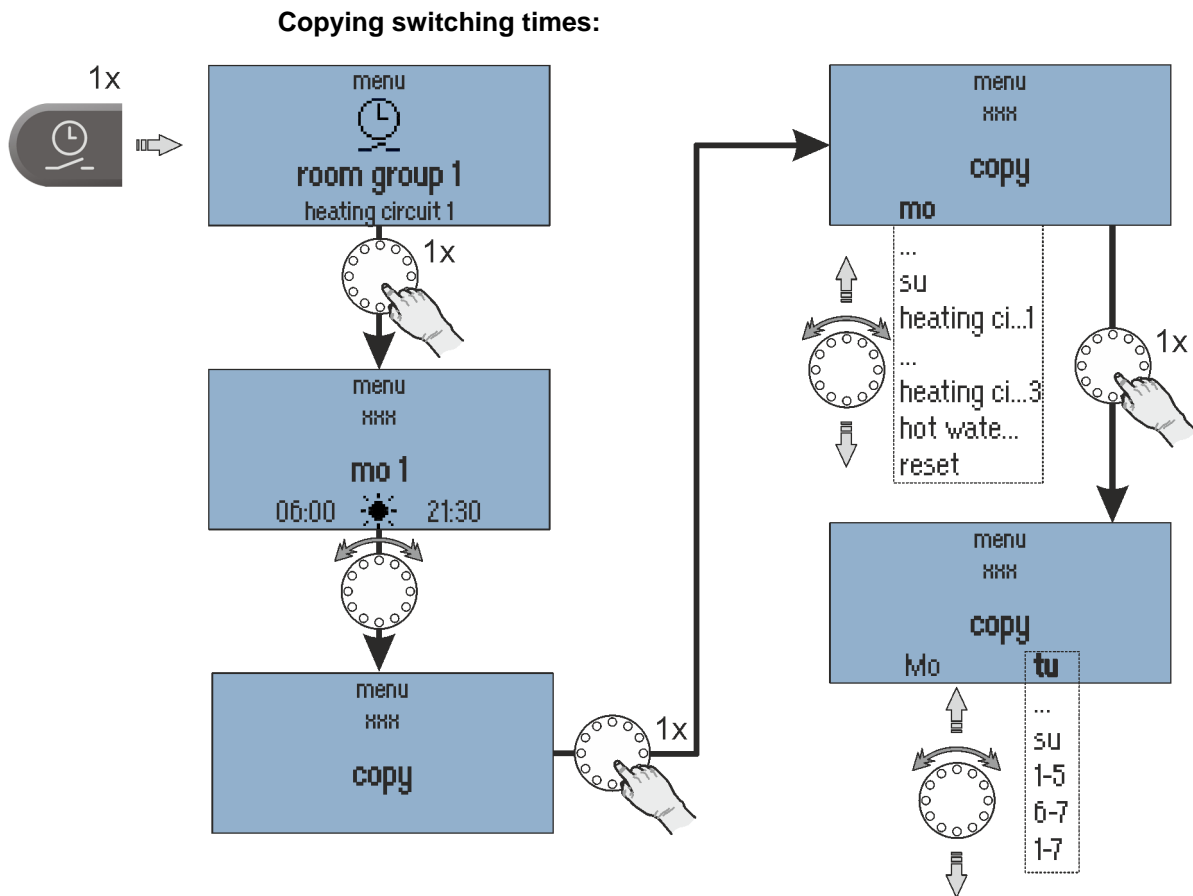 Copying switching times:
1x
menu
room group 1
heating circuit 1
1x
menu
xxx
mo 1
06:00 21:30
menu
xxx
copy
1x
menu
xxx
copy
mo
...
su
heating ci...1
...
heating ci...3
hot wate...
reset
1x
menu
xxx
copy
Mo tu
...
su
1-5
6-7
1-7